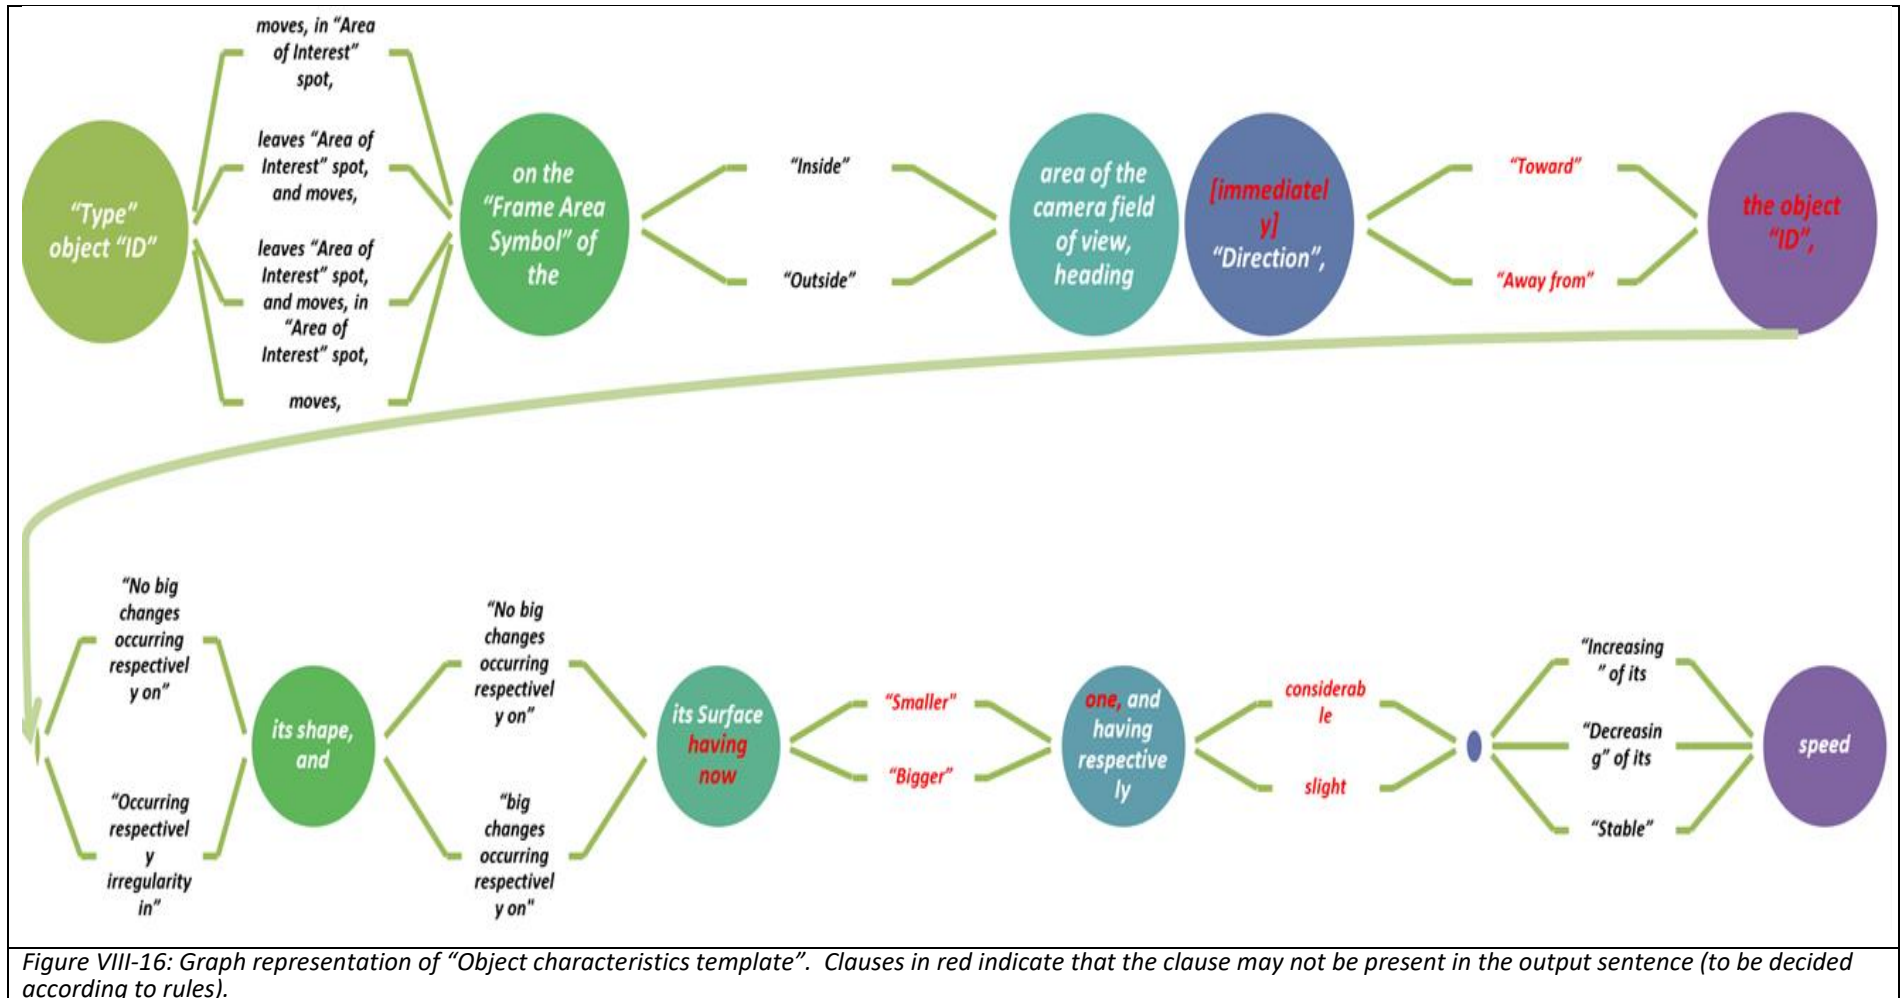 moves, in “Area
of Interest”
spot,
leaves “Area of
Interest” spot,
and moves,
leaves “Area of
Interest” spot,
and moves, in
“Area of
Interest” spot,
moves,
“Type”
object “ID”
on the
“Frame Area
Symbol” of
the
“Inside”
“Outside”
area of the
camera field
of view,
heading
[immediatel
y]
“Direction”,
“Toward”
“Away from”
the object
“ID”,
“No big
changes
occurring
respectivel
y on”
“Occurring
respectivel
y
irregularity
in”
its shape,
and
“No big
changes
occurring
respectivel
y on”
“big
changes
occurring
respectivel
y on"
its Surface
having
now
“Smaller"
“Bigger”
one, and
having
respective
ly
considerab
le
slight
“Increasing
” of its
“Decreasin
g” of its
“Stable”
speed
Figure VIII-16: Graph representation of “Object characteristics template”.  Clauses in red indicate that the clause may not be present in the output sentence (to be decided
according to rules).